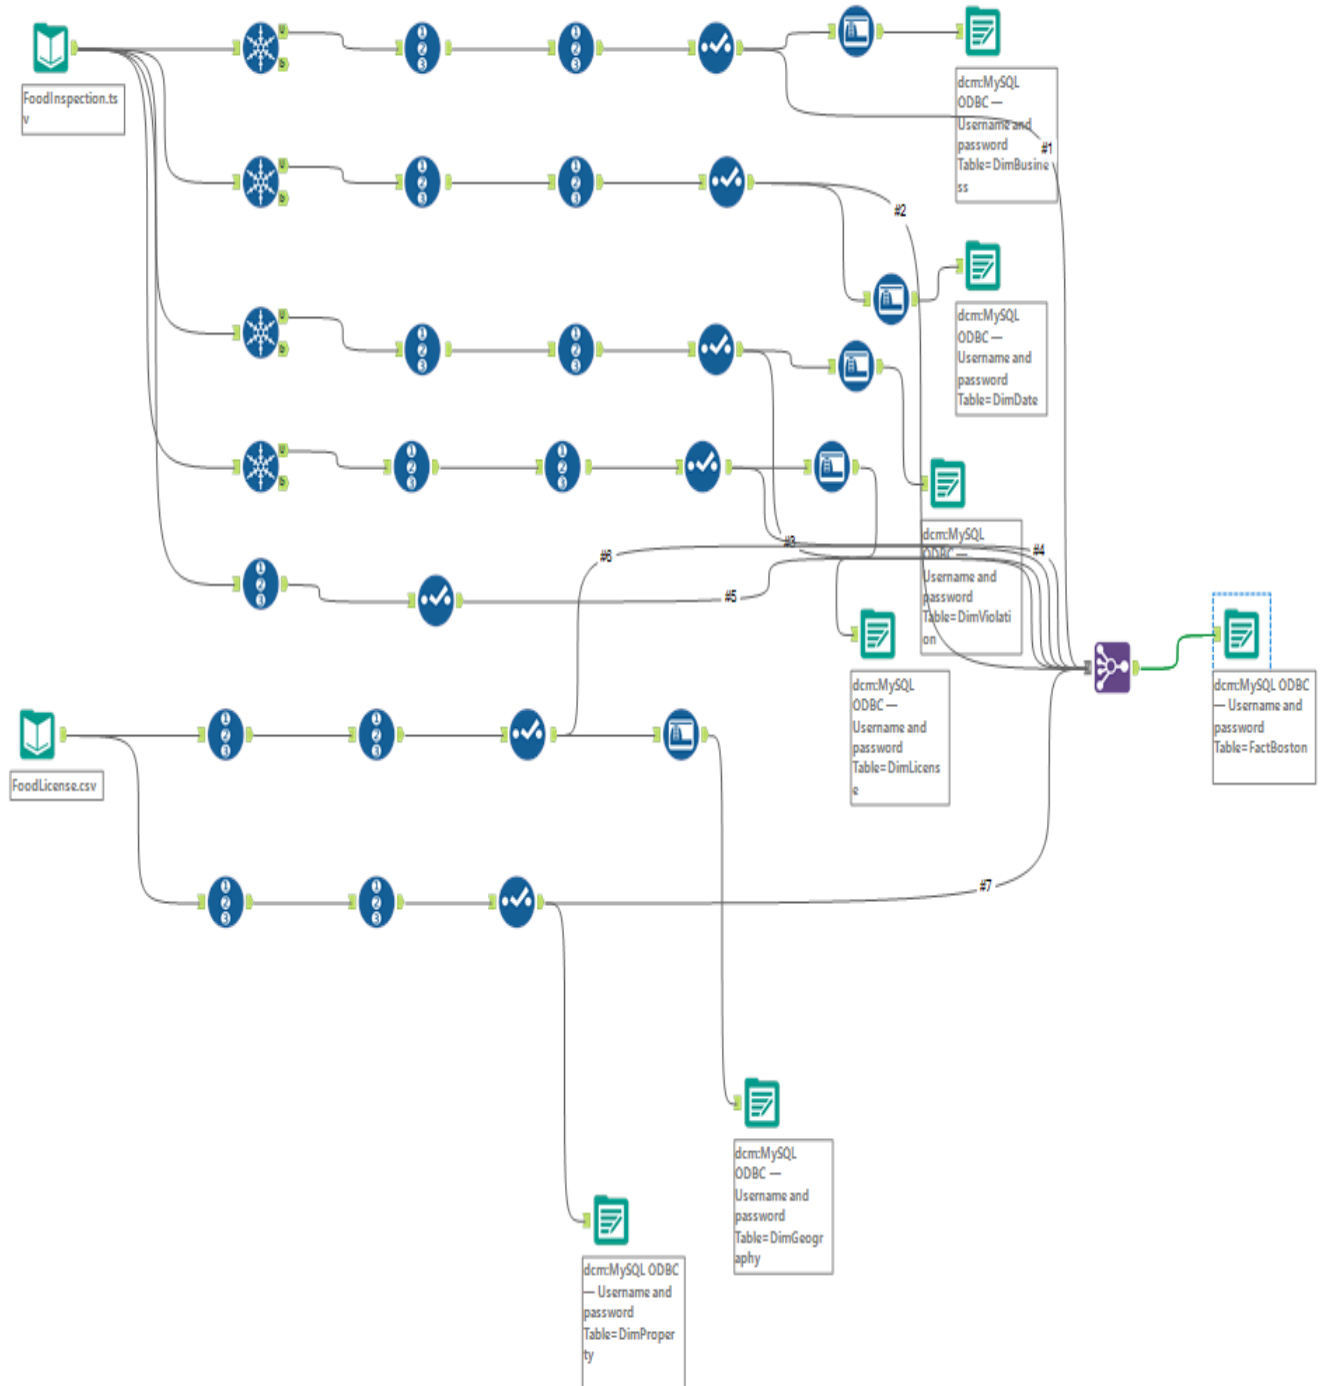 FoodInspection.ts
v
dcm:MySQL
ODBC —
Username and
password
Table=DimBusine
ss
#1
#2
dcm:MySQL
ODBC —
Username and
password
Table=DimDate
dcm:MySQL
ODBC —
Username and
password
Table=DimViolati
on
#3
#4
#6
#5
dcm:MySQL
ODBC —
Username and
password
Table=DimLicens
e
dcm:MySQL ODBC
— Username and
password
Table=FactBoston
FoodLicense.csv
#7
dcm:MySQL
ODBC —
Username and
password
Table=DimGeogr
aphy
dcm:MySQL ODBC
— Username and
password
Table=DimProper
ty